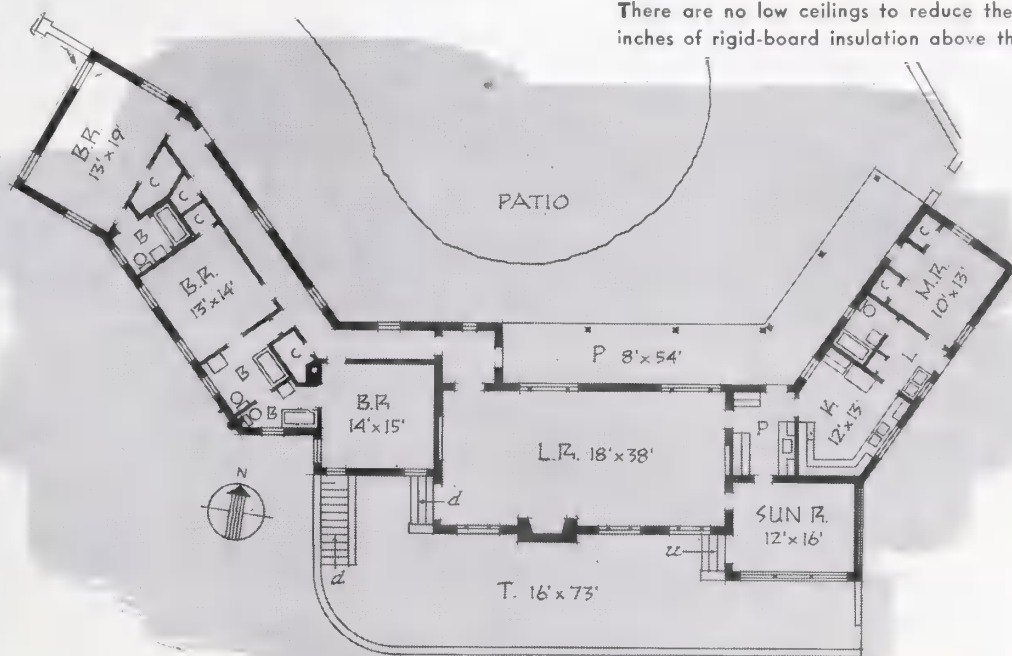 There are no low ceilings to reduce the
inches of rigid-board insulation above th
PATIO
B.R.
13' x 19'
C
C
C
B
B.R.
13' x 14'
C
B
B
B.R.
14' x 15'
P 8' x 54'
L.R. 18' x 38'
C
M.R.
10' x 13'
C
L
K.
12' x 13'
P
SUN R.
12' x 16'
N
d
d
u
T. 16' x 73'